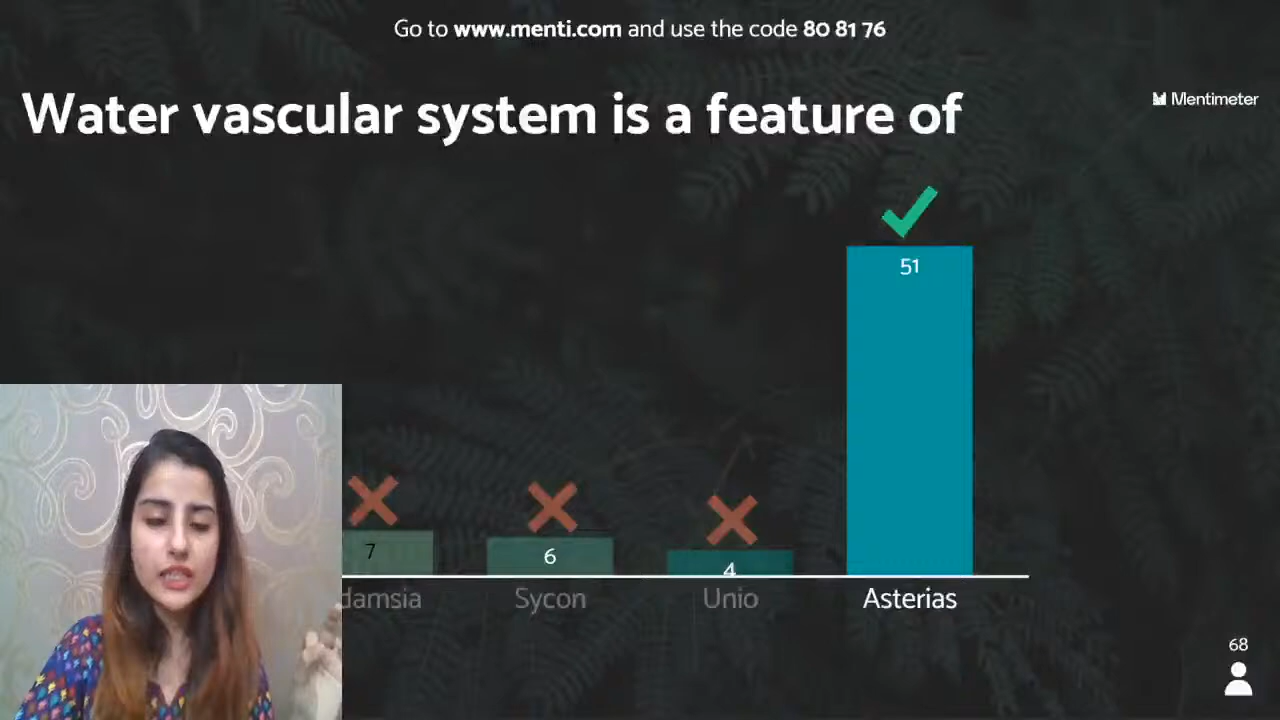 Go to www.menti.com and use the code 80 81 76
Water vascular system is a feature of
Mentimeter
51
7
6
4
damsia
Sycon
Unio
Asterias
68